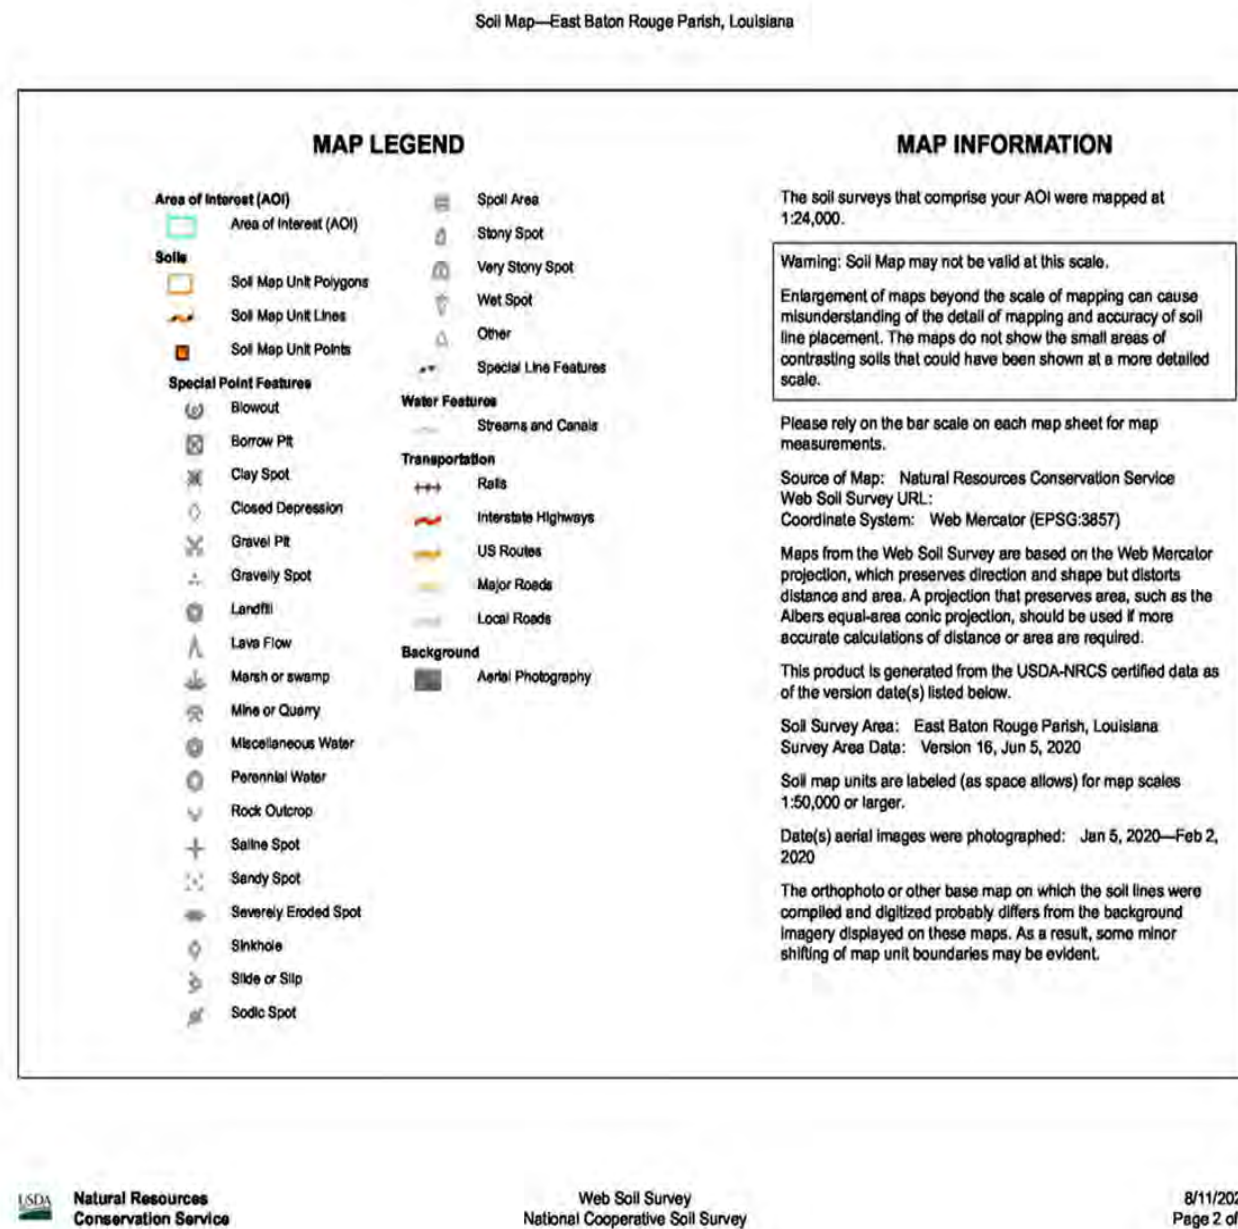 Soil Map—East Baton Rouge Parish, Louisiana
MAP LEGEND
Area of Interest (AOI)
Area of Interest (AOI)
Soils
Soil Map Unit Polygons
Soil Map Unit Lines
Soil Map Unit Points
Special Point Features
Blowout
Borrow Pit
Clay Spot
Closed Depression
Gravel Pit
Gravelly Spot
Landfill
Lava Flow
Marsh or swamp
Mine or Quarry
Miscellaneous Water
Perennial Water
Rock Outcrop
Saline Spot
Sandy Spot
Severely Eroded Spot
Sinkhole
Slide or Slip
Sodic Spot
Spoil Area
Stony Spot
Very Stony Spot
Wet Spot
Other
Special Line Features
Water Features
Streams and Canals
Transportation
Rails
Interstate Highways
US Routes
Major Roads
Local Roads
Background
Aerial Photography
MAP INFORMATION
The soil surveys that comprise your AOI were mapped at
1:24,000.
Warning: Soil Map may not be valid at this scale.
Enlargement of maps beyond the scale of mapping can cause
misunderstanding of the detail of mapping and accuracy of soil
line placement. The maps do not show the small areas of
contrasting soils that could have been shown at a more detailed
scale.
Please rely on the bar scale on each map sheet for map
measurements.
Source of Map: Natural Resources Conservation Service
Web Soil Survey URL:
Coordinate System: Web Mercator (EPSG:3857)
Maps from the Web Soil Survey are based on the Web Mercator
projection, which preserves direction and shape but distorts
distance and area. A projection that preserves area, such as the
Albers equal-area conic projection, should be used if more
accurate calculations of distance or area are required.
This product is generated from the USDA-NRCS certified data as
of the version date(s) listed below.
Soil Survey Area: East Baton Rouge Parish, Louisiana
Survey Area Data: Version 16, Jun 5, 2020
Soil map units are labeled (as space allows) for map scales
1:50,000 or larger.
Date(s) aerial images were photographed: Jan 5, 2020—Feb 2,
2020
The orthophoto or other base map on which the soil lines were
compiled and digitized probably differs from the background
imagery displayed on these maps. As a result, some minor
shifting of map unit boundaries may be evident.
USDA
Natural Resources
Conservation Service
Web Soil Survey
National Cooperative Soil Survey
8/11/202
Page 2 of